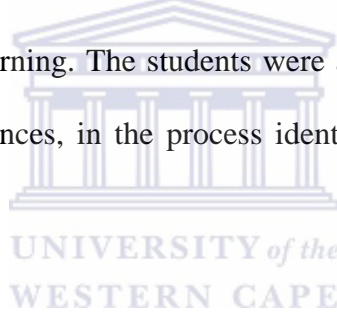 rning. The students were
nces, in the process ident
UNIVERSITY of the
WESTERN CAPE